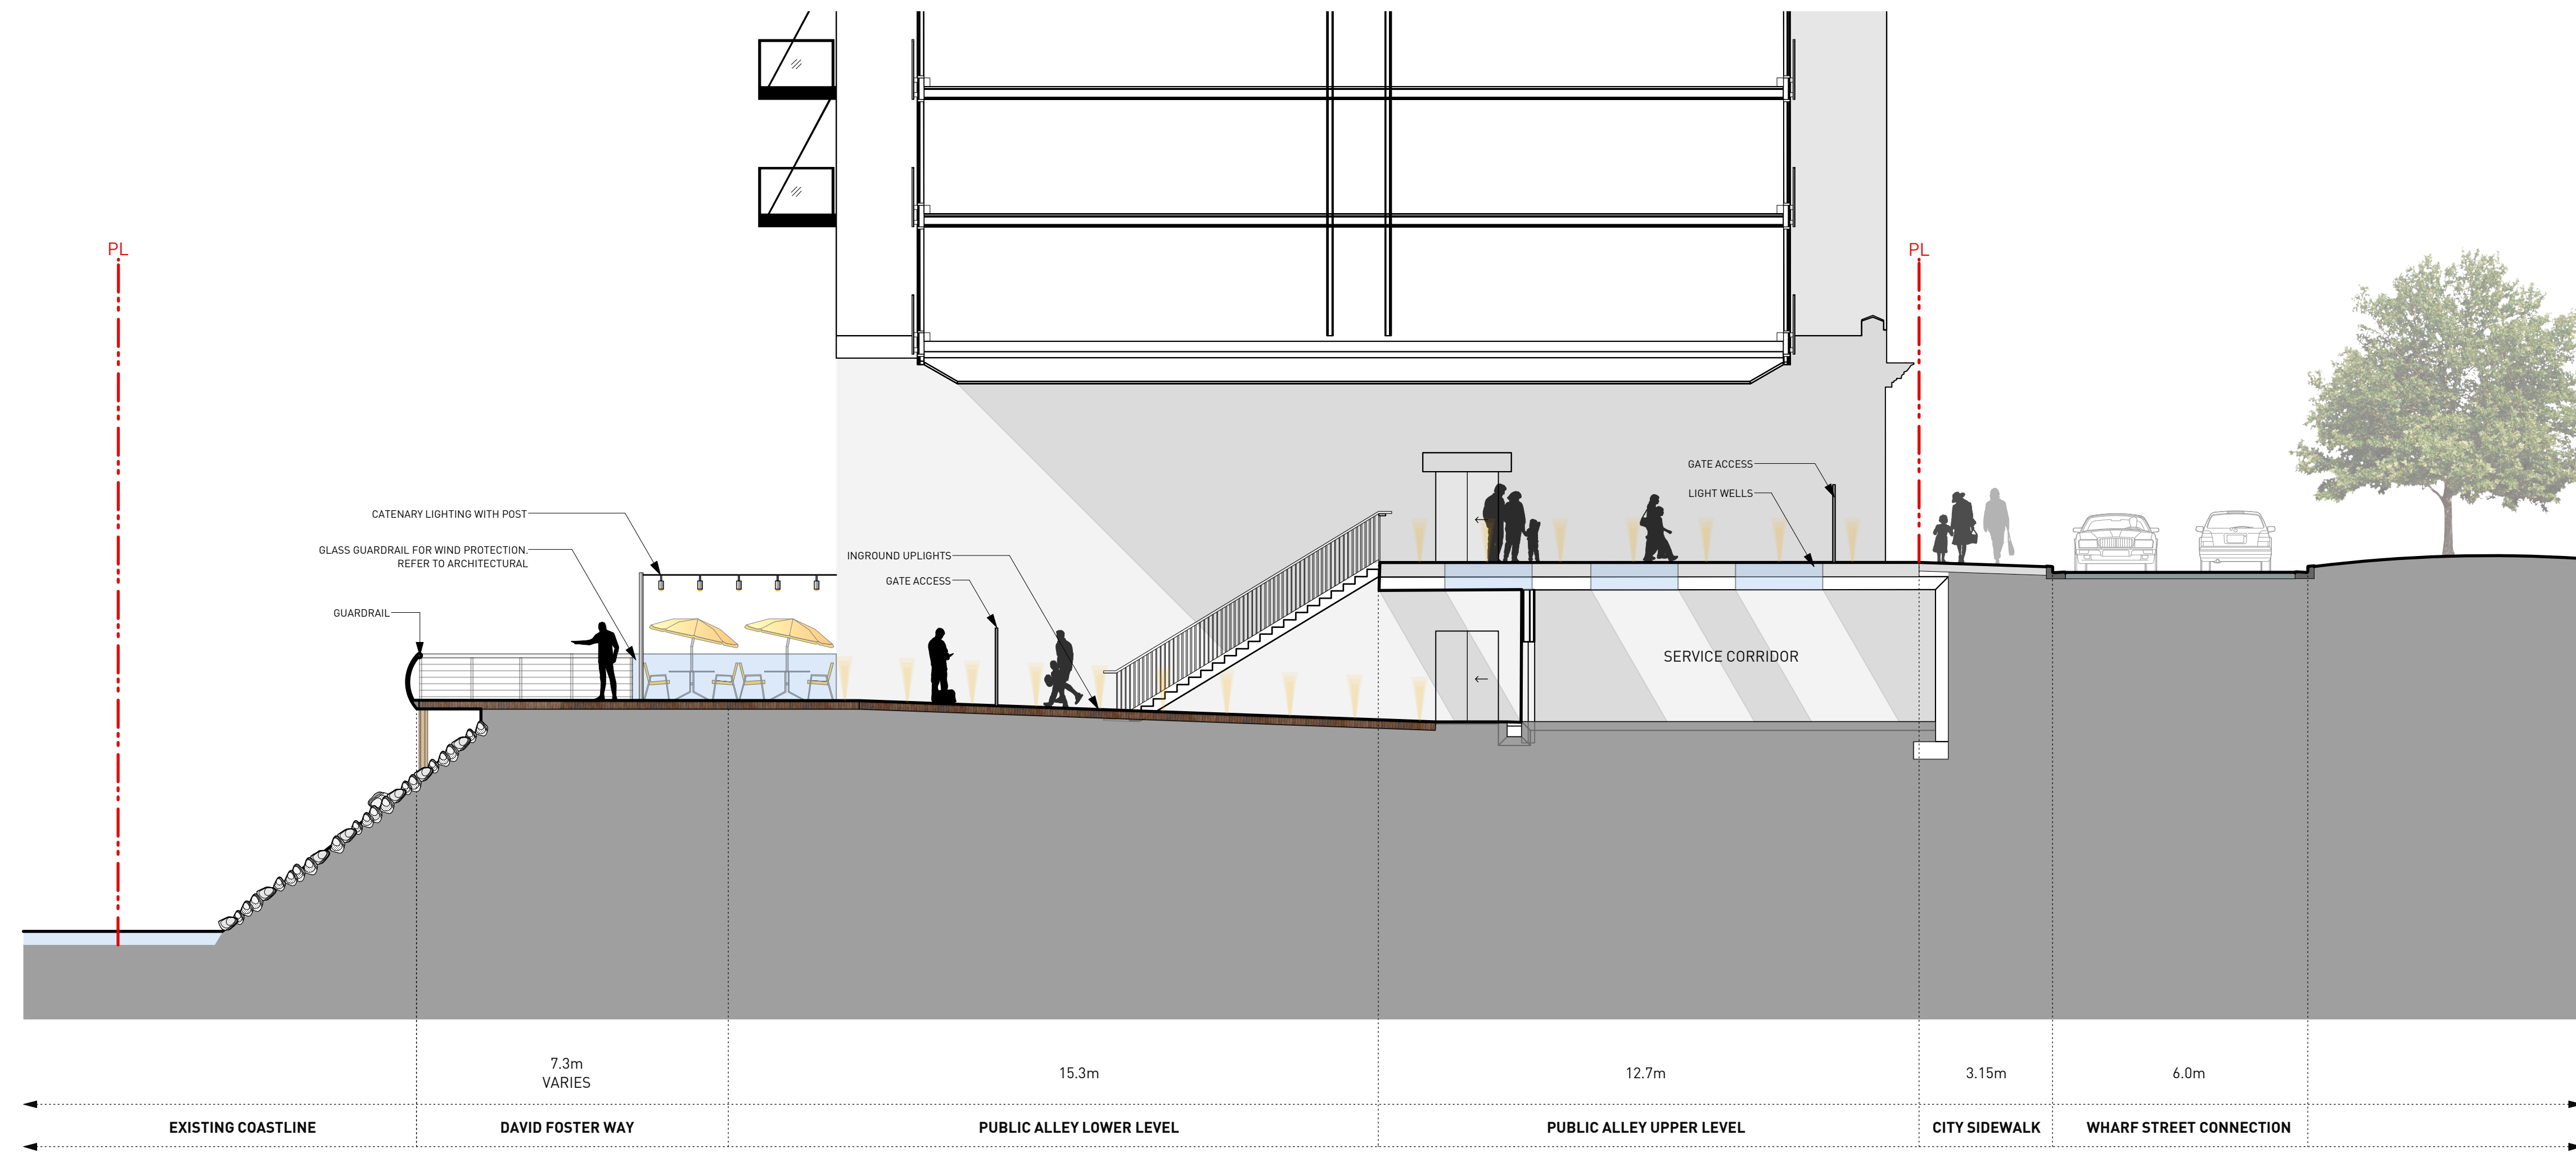 PL
PL
GATE ACCESS
LIGHT WELLS
CATENARY LIGHTING WITH POST
GLASS GUARDRAIL FOR WIND PROTECTION.
REFER TO ARCHITECTURAL
INGROUND UPLIGHTS
GATE ACCESS
GUARDRAIL
SERVICE CORRIDOR
7.3m
VARIES
15.3m
12.7m
3.15m
6.0m
EXISTING COASTLINE
DAVID FOSTER WAY
PUBLIC ALLEY LOWER LEVEL
PUBLIC ALLEY UPPER LEVEL
CITY SIDEWALK
WHARF STREET CONNECTION